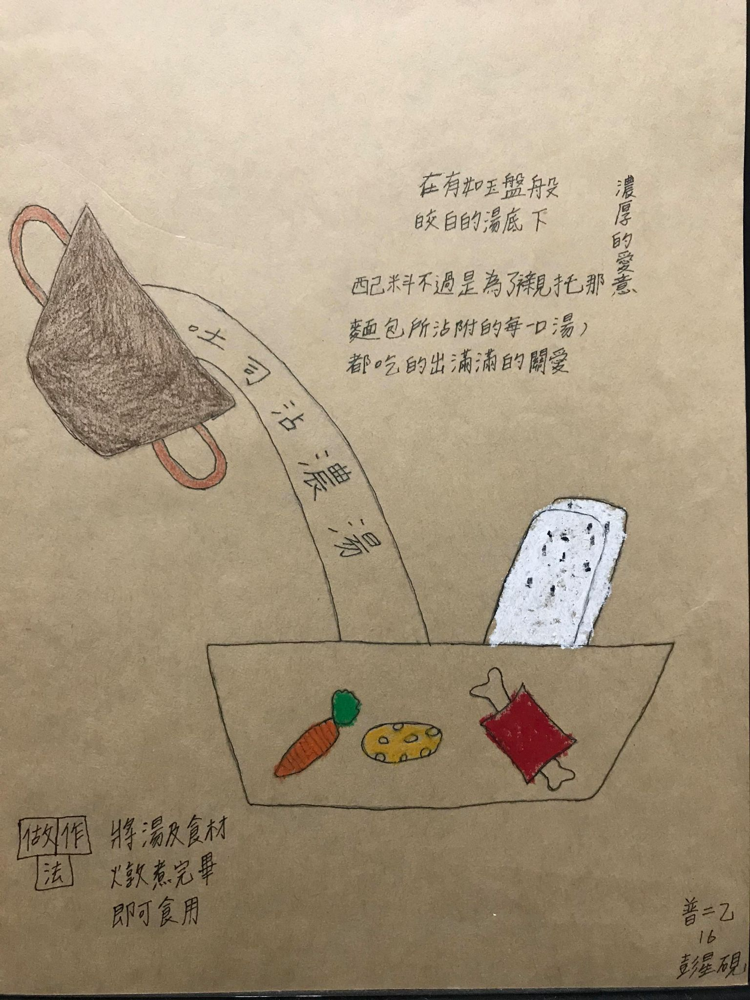 在有如玉盤般
皎白的湯底下
配料不過是為了襯托那
濃厚的愛意
麵包所沾附的每一口湯，
都吃的出滿滿的關愛
吐司沾濃湯
做作法
將湯及食材
燉煮完畢
即可食用
普二乙
16
彭星硯